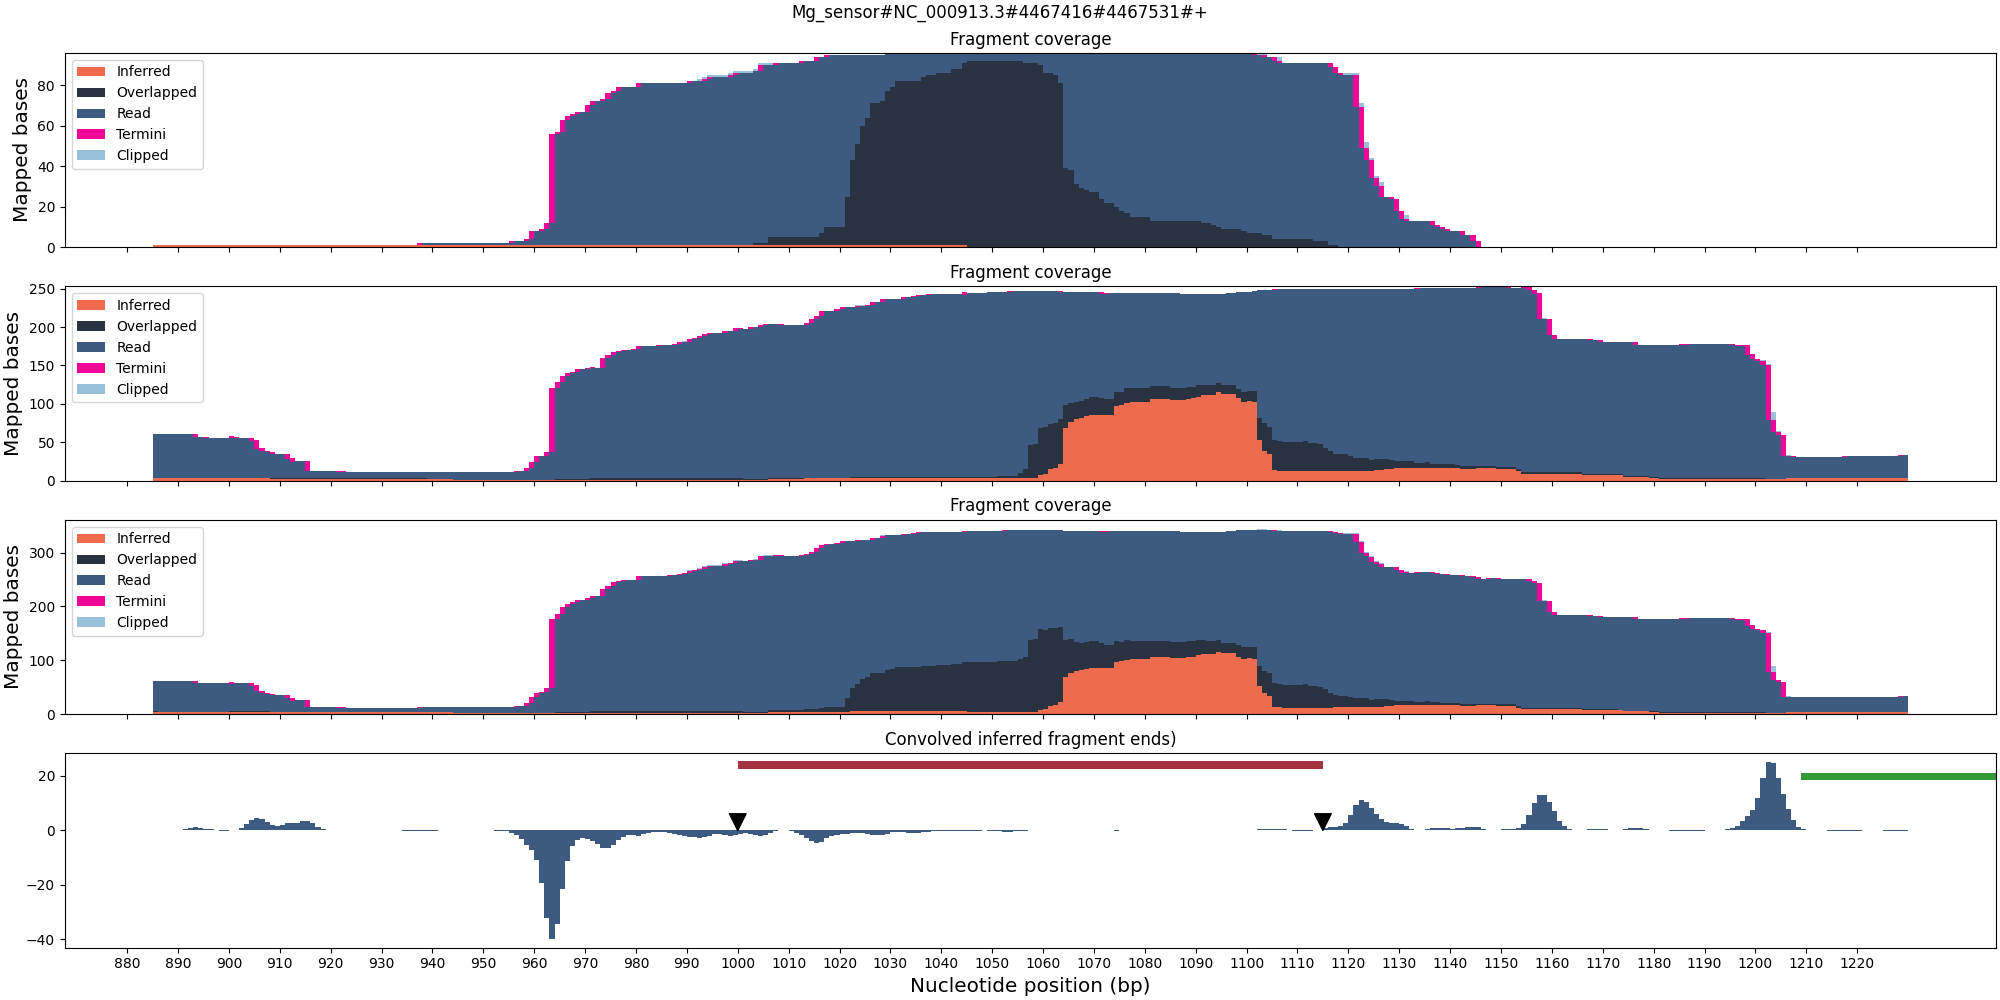 Mg_sensor#NC_000913.3#4467416#4467531#+
Fragment coverage
Mapped bases
80
60
40
20
0
Inferred
Overlapped
Read
Termini
Clipped
Fragment coverage
Mapped bases
250
200
150
100
50
0
Inferred
Overlapped
Read
Termini
Clipped
Fragment coverage
Mapped bases
300
200
100
0
Inferred
Overlapped
Read
Termini
Clipped
Convolved inferred fragment ends)
20
0
−20
−40
880 890 900 910 920 930 940 950 960 970 980 990 1000 1010 1020 1030 1040 1050 1060 1070 1080 1090 1100 1110 1120 1130 1140 1150 1160 1170 1180 1190 1200 1210 1220
Nucleotide position (bp)